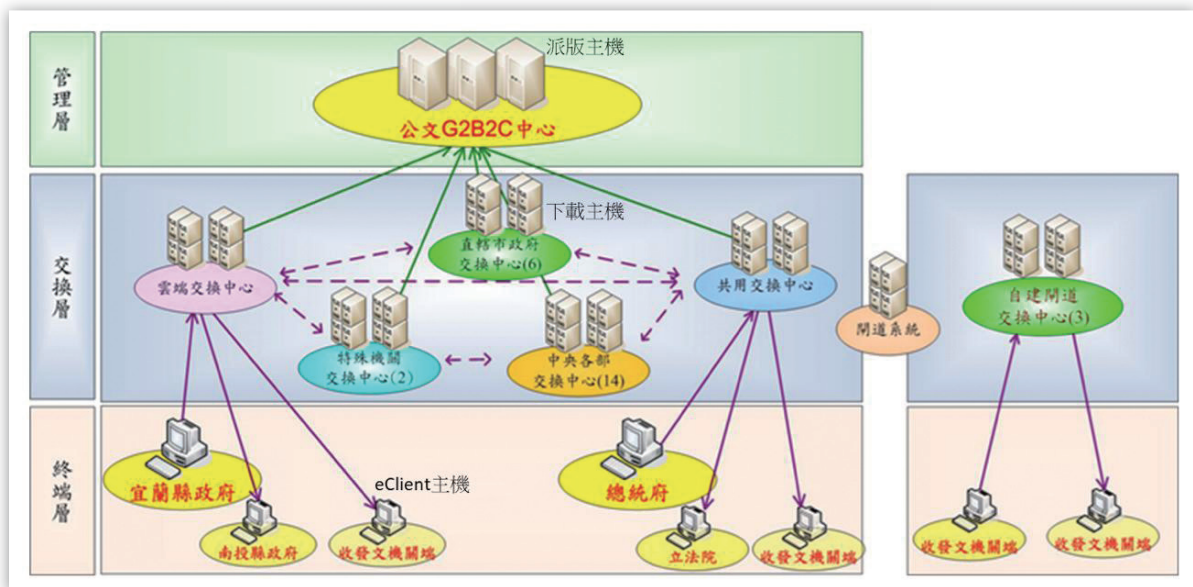 管理層
派版主機
公文G2B2C中心
交換層
下載主機
直轄市政府
交換中心(6)
雲端交換中心
共用交換中心
特殊機關
交換中心(2)
中央各部
交換中心(14)
閘道系統
自建閘道
交換中心(3)
終端層
宜蘭縣政府
eClient主機
南投縣政府
收發文機關端
總統府
立法院
收發文機關端
收發文機關端
收發文機關端